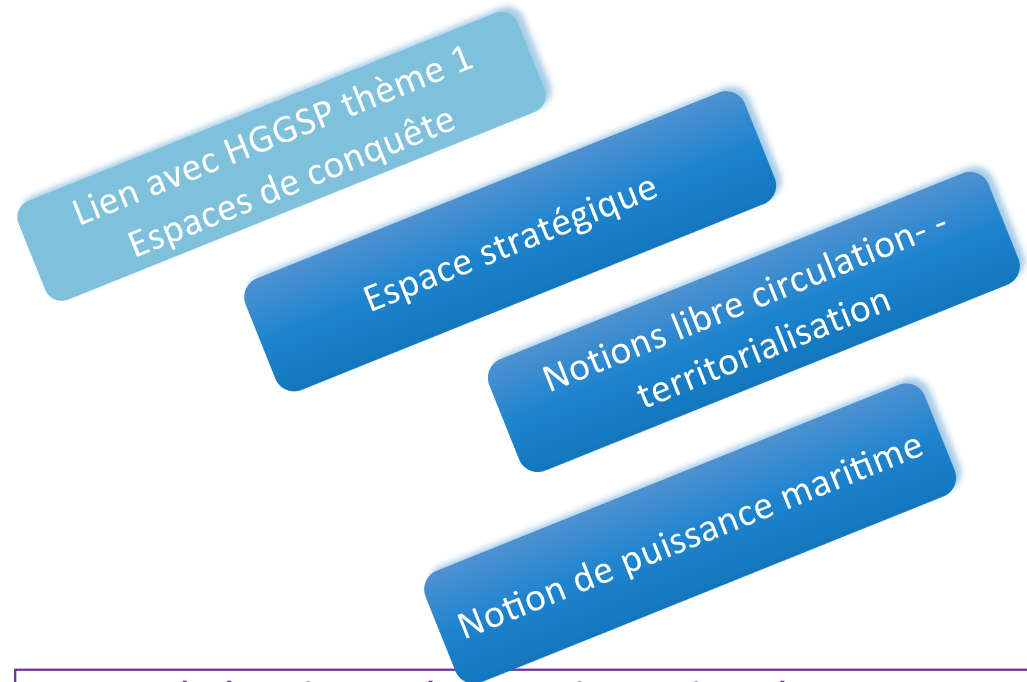 Lien avec HGGSP thème 1
Espaces de conquête
Espace stratégique
Notions libre circulation- -
territorialisation
Notion de puissance maritime